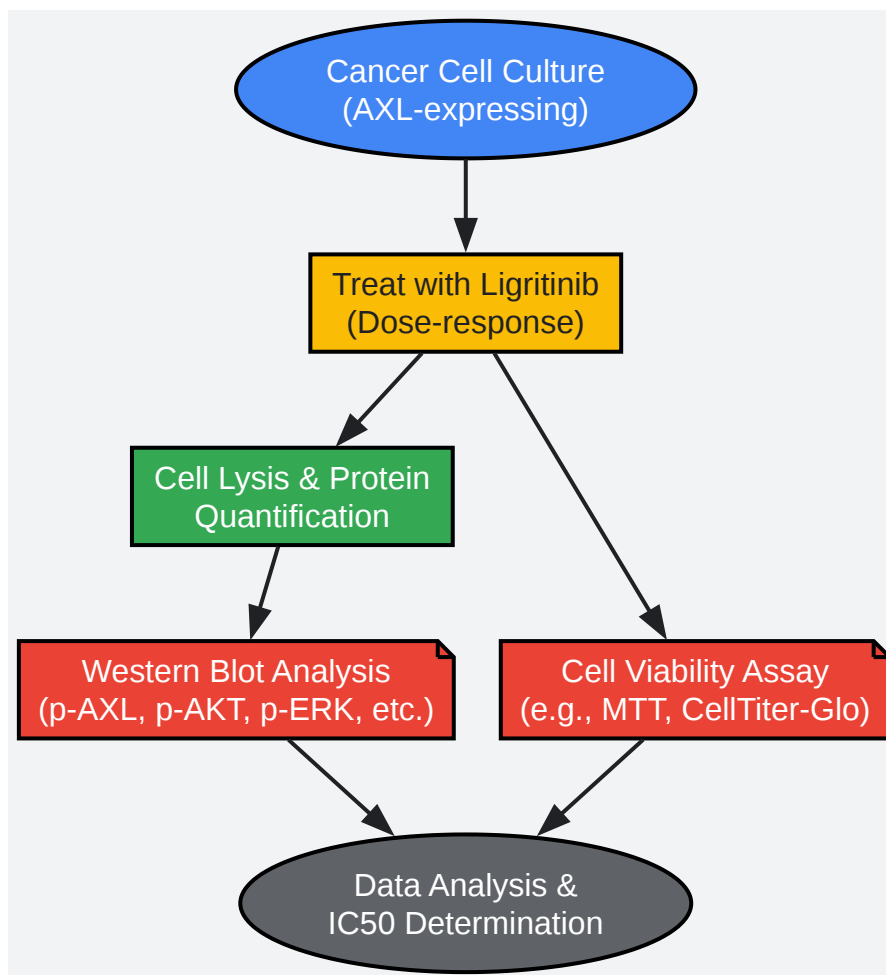 Cancer Cell Culture
(AXL-expressing)
Treat with Ligritinib
(Dose-response)
Cell Lysis & Protein
Quantification
Western Blot Analysis
(p-AXL, p-AKT, p-ERK, etc.)
Cell Viability Assay
(e.g., MTT, CellTiter-Glo)
Data Analysis &
IC50 Determination